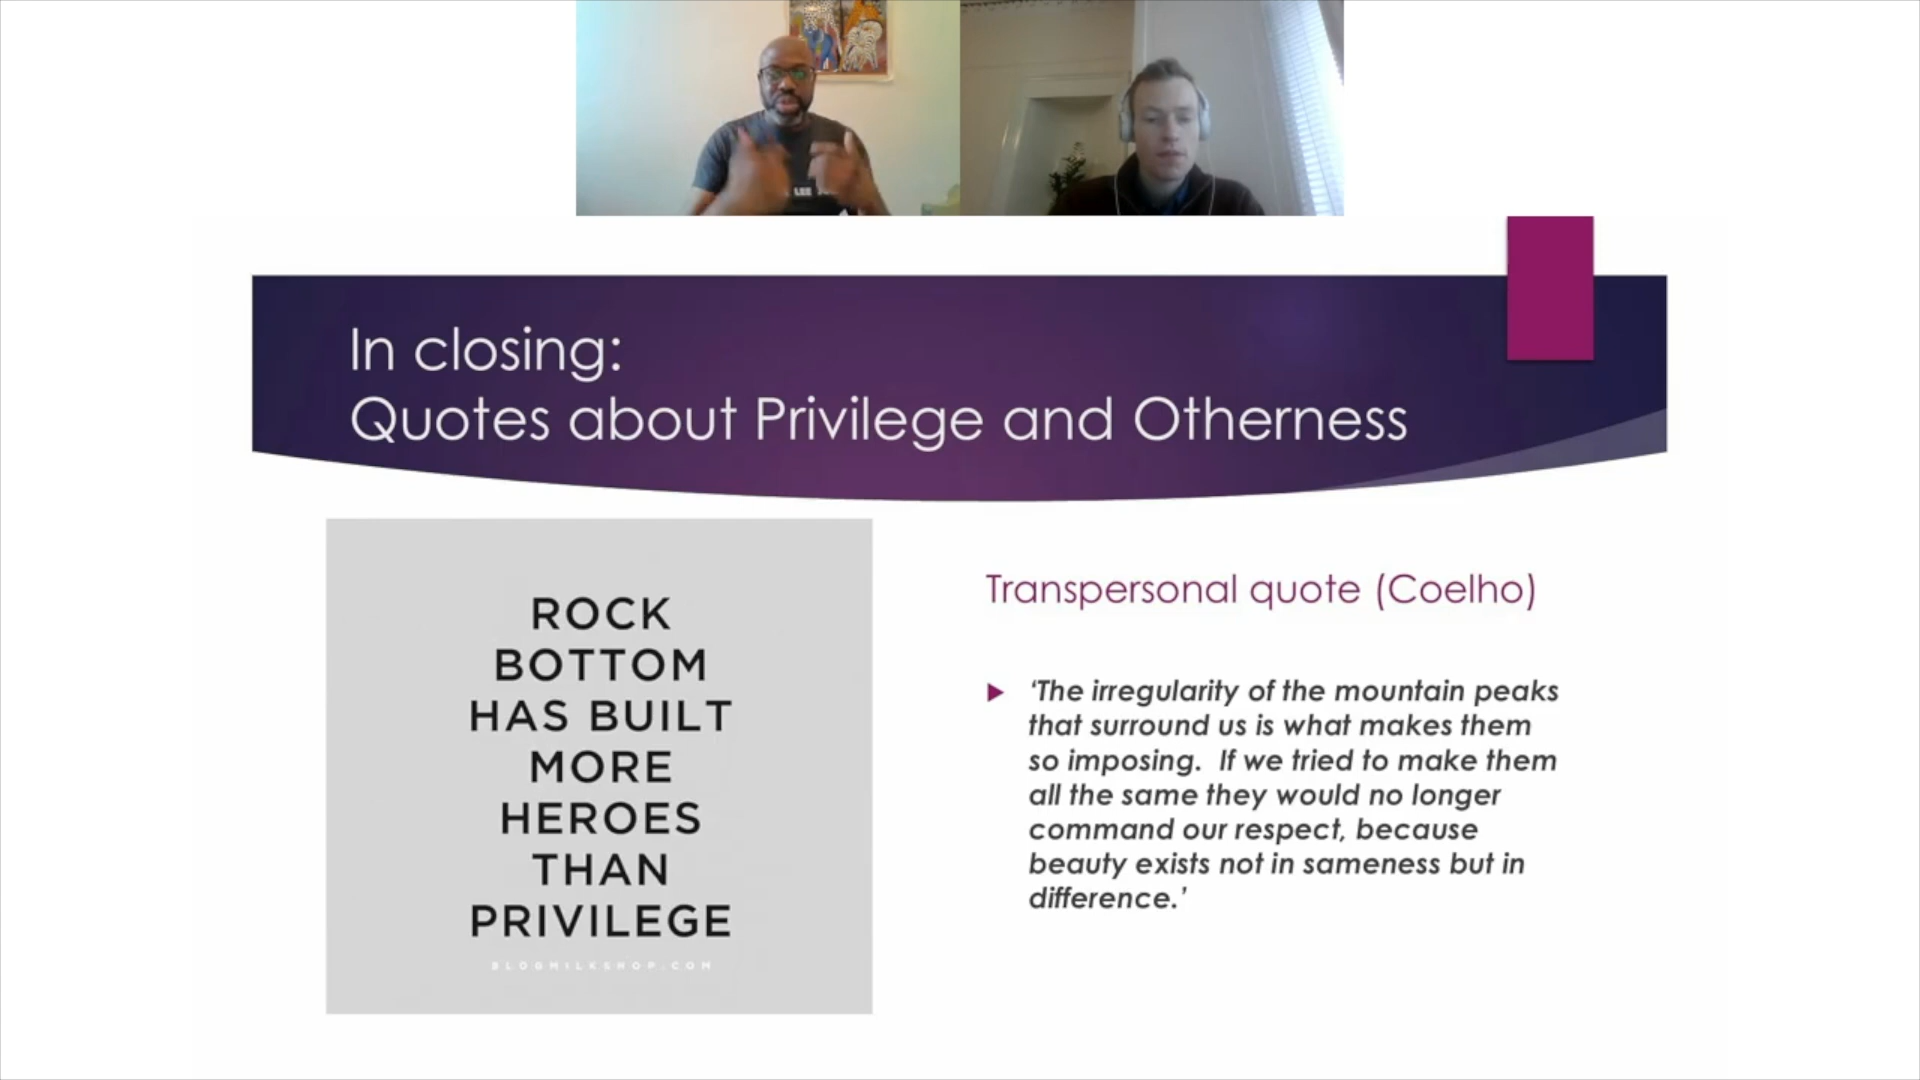 LEE
In closing:
Quotes about Privilege and Otherness
ROCK
BOTTOM
HAS BUILT
MORE
HEROES
THAN
PRIVILEGE
BLOGMILKSHOP.COM
Transpersonal quote (Coelho)
‘The irregularity of the mountain peaks
that surround us is what makes them
so imposing.  If we tried to make them
all the same they would no longer
command our respect, because
beauty exists not in sameness but in
difference.’